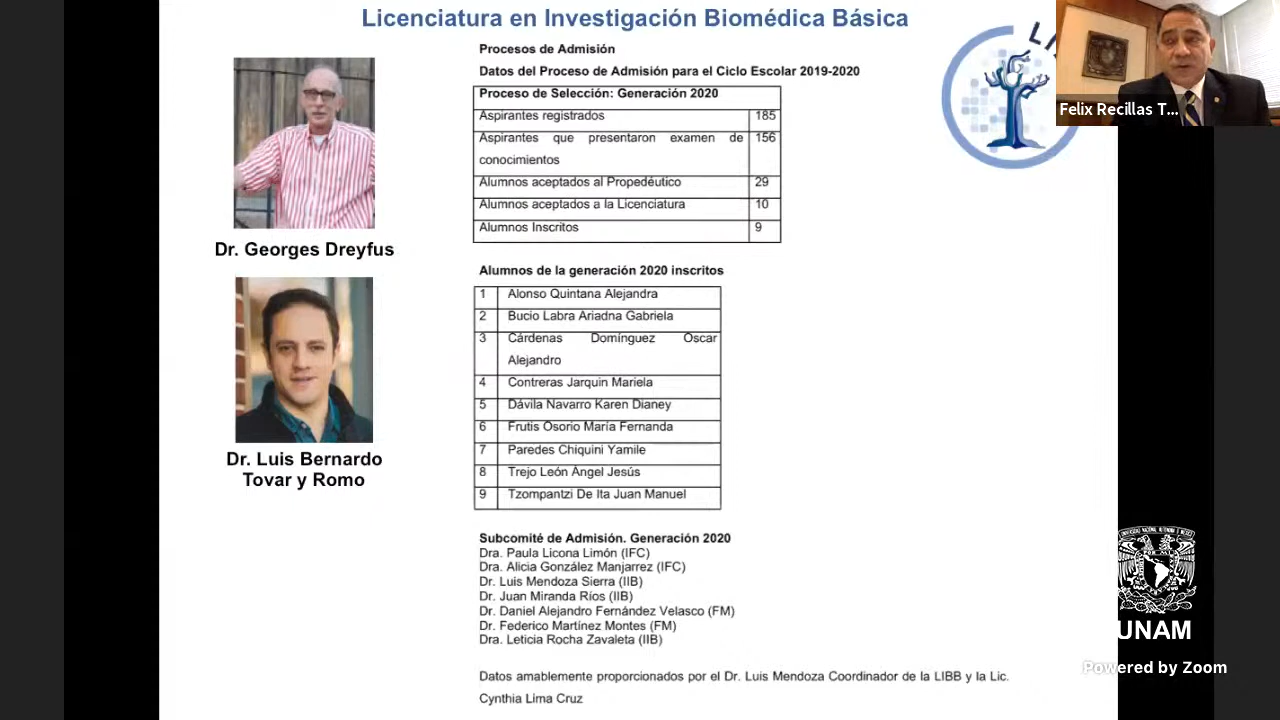 Licenciatura en Investigación Biomédica Básica
Procesos de Admisión
Datos del Proceso de Admisión para el Ciclo Escolar 2019-2020
Proceso de Selección: Generación 2020
Aspirantes registrados 185
Aspirantes que presentaron examen de 156
conocimientos
Alumnos aceptados al Propedéutico 29
Alumnos aceptados a la Licenciatura 10
Alumnos Inscritos 9
Dr. Georges Dreyfus
Dr. Luis Bernardo
Tovar y Romo
Alumnos de la generación 2020 inscritos
1 Alonso Quintana Alejandra
2 Bucio Labra Ariadna Gabriela
3 Cárdenas Domínguez Oscar
Alejandro
4 Contreras Jarquin Mariela
5 Dávila Navarro Karen Dianey
6 Frutis Osorio María Fernanda
7 Paredes Chiquini Yamile
8 Trejo León Ángel Jesús
9 Tzompantzi De Ita Juan Manuel
Subcomité de Admisión. Generación 2020
Dra. Paula Licona Limón (IFC)
Dra. Alicia González Manjarrez (IFC)
Dr. Luis Mendoza Sierra (IIB)
Dr. Juan Miranda Ríos (IIB)
Dr. Daniel Alejandro Fernández Velasco (FM)
Dr. Federico Martínez Montes (FM)
Dra. Leticia Rocha Zavaleta (IIB)
Datos amablemente proporcionados por el Dr. Luis Mendoza Coordinador de la LIBB y la Lic.
Cynthia Lima Cruz
Felix Recillas T...
UNAM
Powered by Zoom